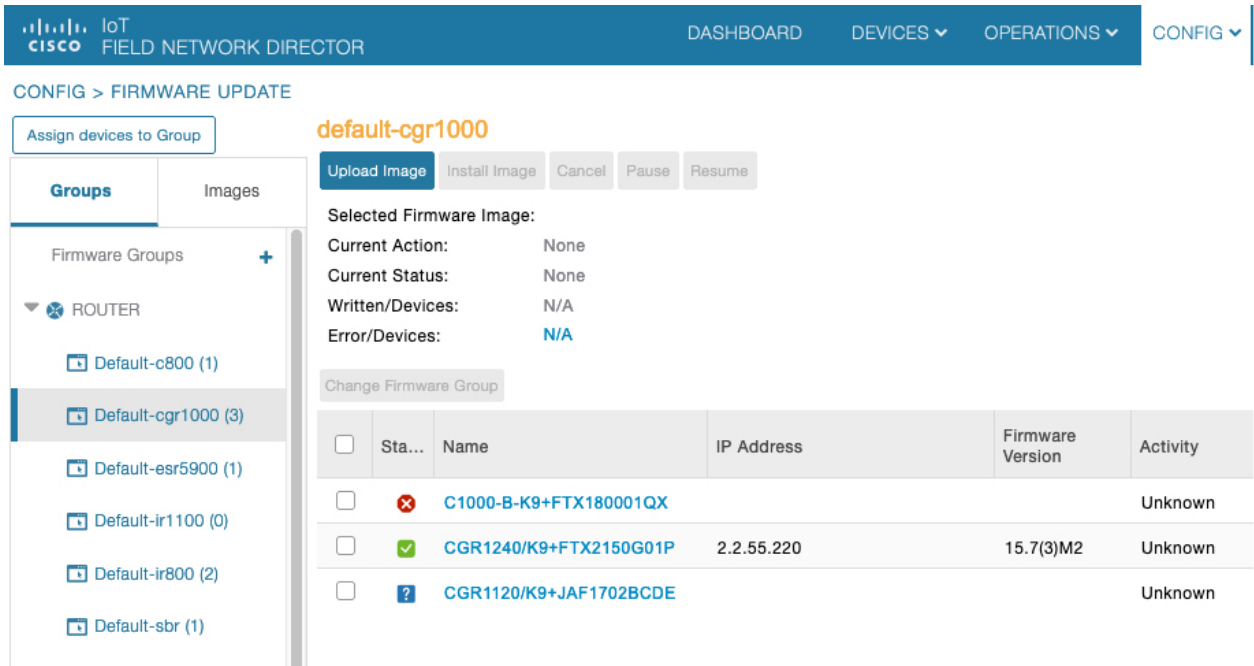 IoT
CISCO FIELD NETWORK DIRECTOR
DASHBOARD DEVICES OPERATIONS CONFIG
CONFIG > FIRMWARE UPDATE
Assign devices to Group
Groups Images
Firmware Groups +
ROUTER
Default-c800 (1)
Default-cgr1000 (3)
Default-esr5900 (1)
Default-ir1100 (0)
Default-ir800 (2)
Default-sbr (1)
default-cgr1000
Upload Image Install Image Cancel Pause Resume
Selected Firmware Image:
Current Action: None
Current Status: None
Written/Devices: N/A
Error/Devices: N/A
Change Firmware Group
Sta... Name IP Address Firmware Version Activity
C1000-B-K9+FTX180001QX Unknown
CGR1240/K9+FTX2150G01P 2.2.55.220 15.7(3)M2 Unknown
? CGR1120/K9+JAF1702BCDE Unknown